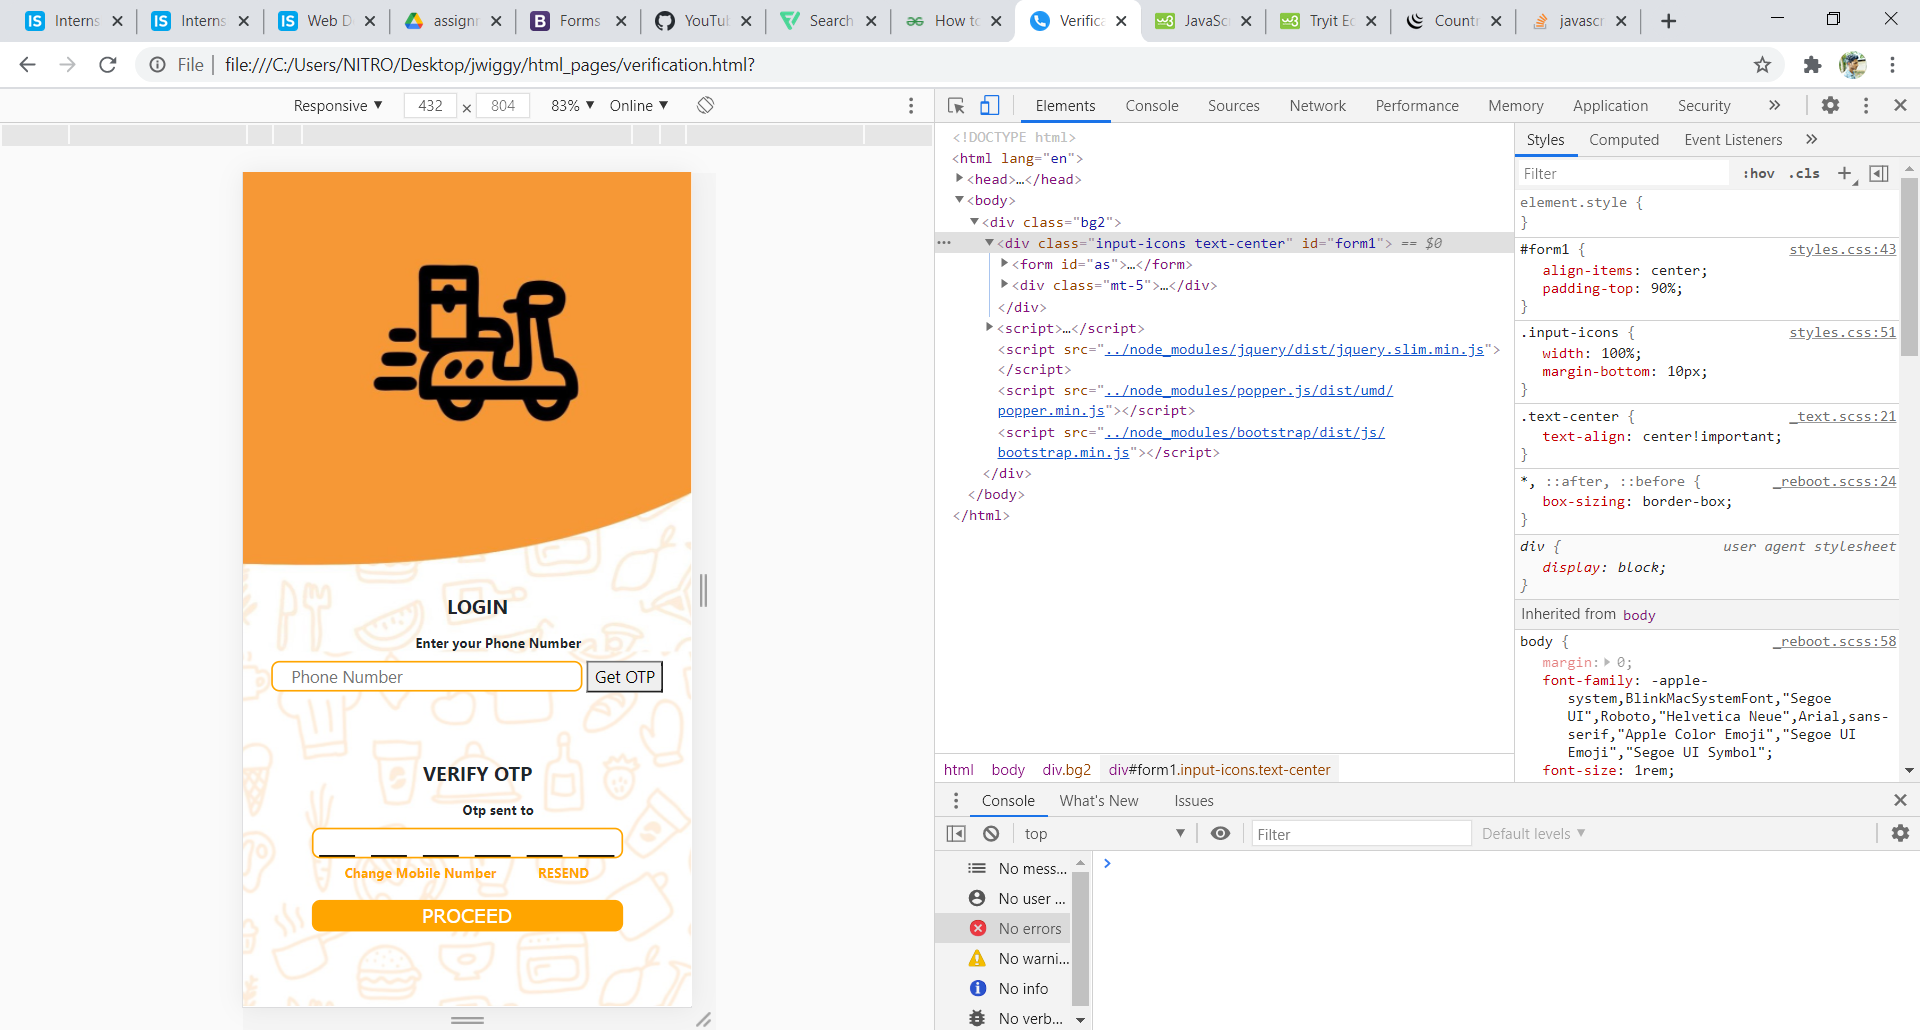 Interns
Interns
Web D
assignm
Forms
YouTub
Search
How to
Verifica
JavaSc
Tryit Ed
Countr
javascr
File
file:///C:/Users/NITRO/Desktop/jwiggy/html_pages/verification.html?
Responsive ▼ 432 × 804 83% ▼ Online ▼
Elements Console Sources Network Performance Memory Application Security »
LOGIN
Enter your Phone Number
Phone Number
Get OTP
VERIFY OTP
Otp sent to
Change Mobile Number RESEND
PROCEED
<!DOCTYPE html>
<html lang="en">
▶<head>…</head>
▼<body>
▼<div class="bg2">
▼<div class="input-icons text-center" id="form1"> == $0
▶<form id="as">…</form>
▶<div class="mt-5">…</div>
</div>
▶<script>…</script>
<script src="../node_modules/jquery/dist/jquery.slim.min.js">
</script>
<script src="../node_modules/popper.js/dist/umd/
popper.min.js"></script>
<script src="../node_modules/bootstrap/dist/js/
bootstrap.min.js"></script>
</div>
</body>
</html>
html body div.bg2 div#form1.input-icons.text-center
Styles Computed Event Listeners »
Filter :hov .cls +
element.style {
}
#form1 { styles.css:43
align-items: center;
padding-top: 90%;
}
.input-icons { styles.css:51
width: 100%;
margin-bottom: 10px;
}
.text-center { _text.scss:21
text-align: center!important;
}
*, ::after, ::before { _reboot.scss:24
box-sizing: border-box;
}
div { user agent stylesheet
display: block;
}
Inherited from body
body { _reboot.scss:58
margin:▶ 0;
font-family: -apple-
system,BlinkMacSystemFont,"Segoe
UI",Roboto,"Helvetica Neue",Arial,sans-
serif,"Apple Color Emoji","Segoe UI
Emoji","Segoe UI Symbol";
font-size: 1rem;
Console What's New Issues
top ▼ Filter Default levels ▼
No mess...
No user ...
No errors
No warni...
No info
No verb...